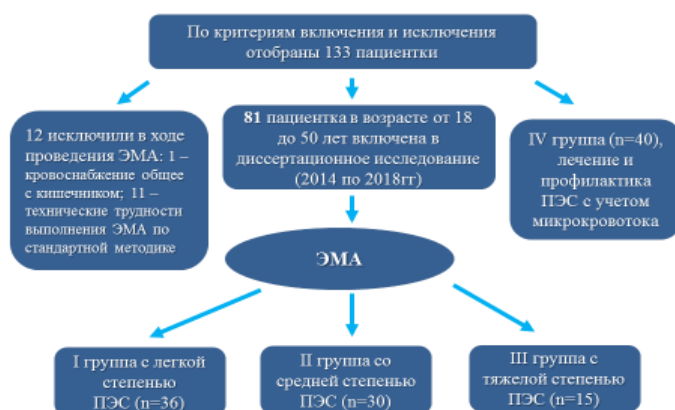 По критериям включения и исключения
отобраны 133 пациентки
12 исключили в ходе
проведения ЭМА: 1 –
кровоснабжение общее
с кишечником; 11 –
технические трудности
выполнения ЭМА по
стандартной методике
81 пациентка в возрасте от 18
до 50 лет включена в
диссертационное исследование
(2014 по 2018гг)
IV группа (n=40),
лечение и
профилактика
ПЭС с учетом
микрокровотока
ЭМА
I группа с легкой
степенью
ПЭС (n=36)
II группа со
средней степенью
ПЭС (n=30)
III группа с
тяжелой степенью
ПЭС (n=15)